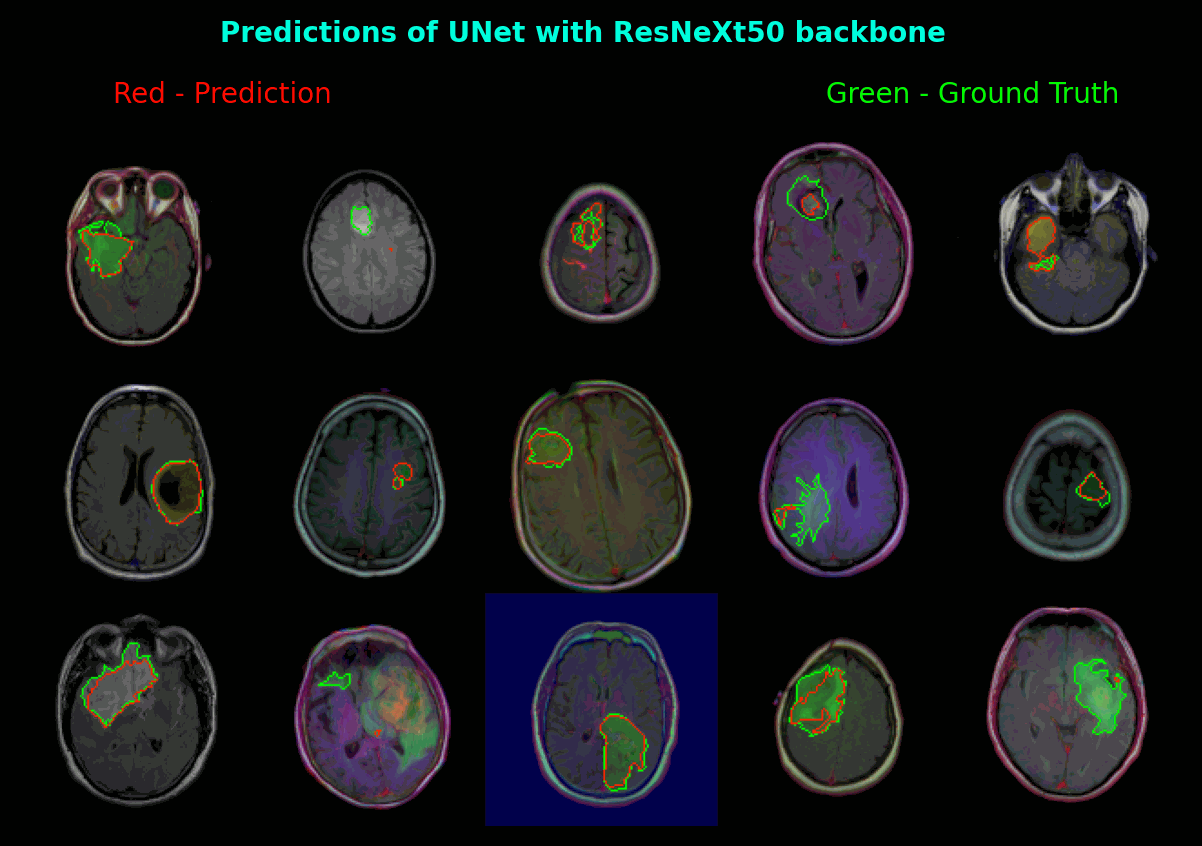 Predictions of UNet with ResNeXt50 backbone
Red - Prediction
Green - Ground Truth